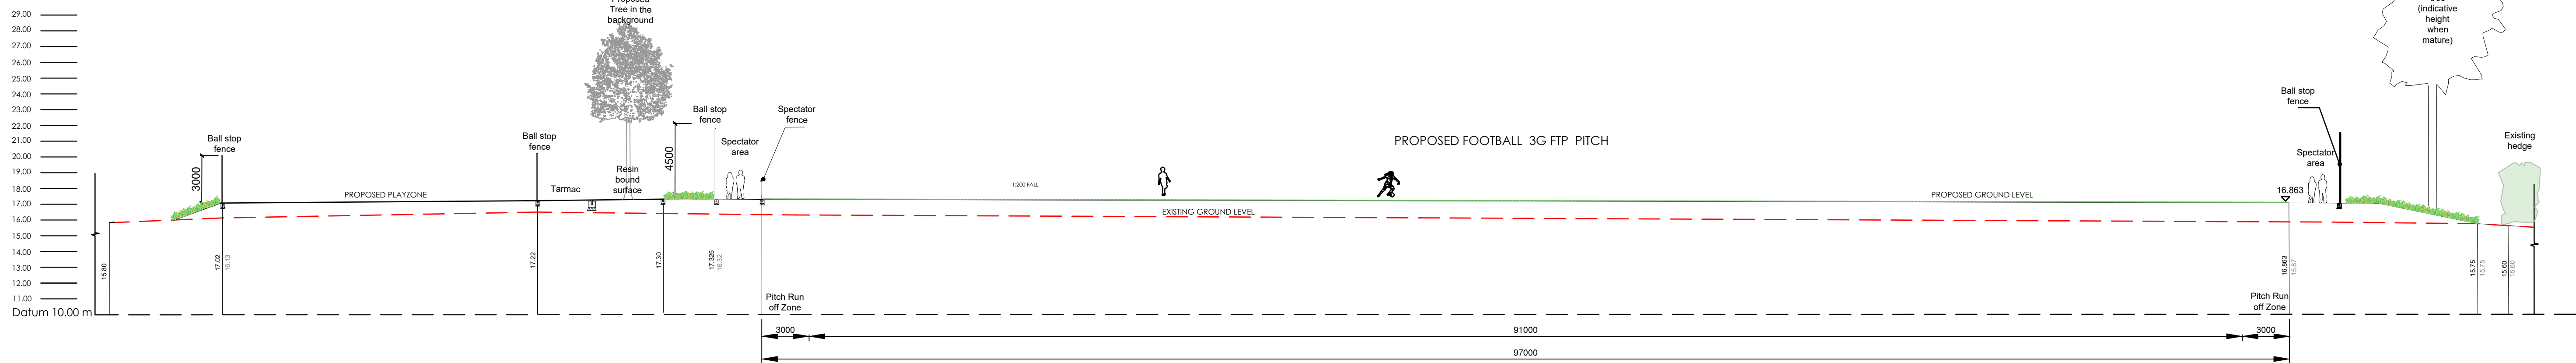 29.00
28.00
27.00
26.00
25.00
24.00
23.00
22.00
21.00
20.00
19.00
18.00
17.00
16.00
15.00
14.00
13.00
12.00
11.00
Datum 10.00 m
Proposed
Tree in the
background
Ball stop
fence
3000
PROPOSED PLAYZONE
Ball stop
fence
Tarmac
Resin
bound
surface
4500
Ball stop
fence
Spectator
area
Spectator
fence
1:200 FALL
EXISTING GROUND LEVEL
PROPOSED FOOTBALL 3G FTP PITCH
PROPOSED GROUND LEVEL
16.863
Ball stop
fence
Spectator
area
(indicative
height
when
mature)
Existing
hedge
15.80
17.02
16.13
17.22
17.30
17.325
16.32
16.863
15.87
15.75
15.75
15.60
15.60
Pitch Run
off Zone
Pitch Run
off Zone
3000
91000
3000
97000